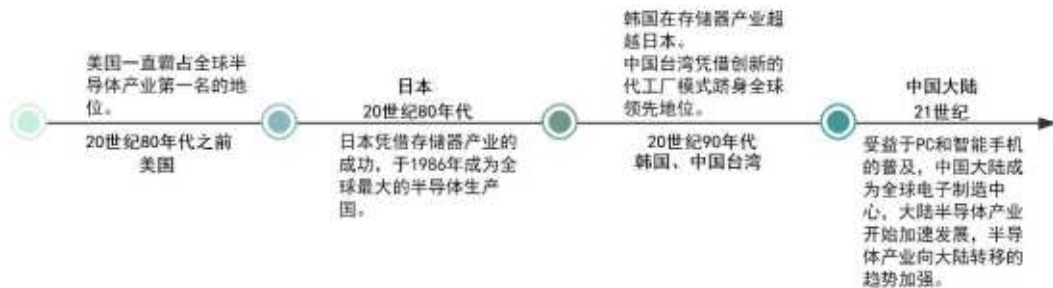 美国一直霸占全球半
导体产业第一名的地
位。
20世纪80年代之前
美国
日本
20世纪80年代
日本凭借存储器产业的
成功，于1986年成为全
球最大的半导体生产
国。
韩国在存储器产业超
越日本。
中国台湾凭借创新的
代工厂模式跻身全球
领先地位。
20世纪90年代
韩国、中国台湾
中国大陆
21世纪
受益于PC和智能手机
的普及，中国大陆成
为全球电子制造中
心，大陆半导体产业
开始加速发展，半导
体产业向大陆转移的
趋势加强。